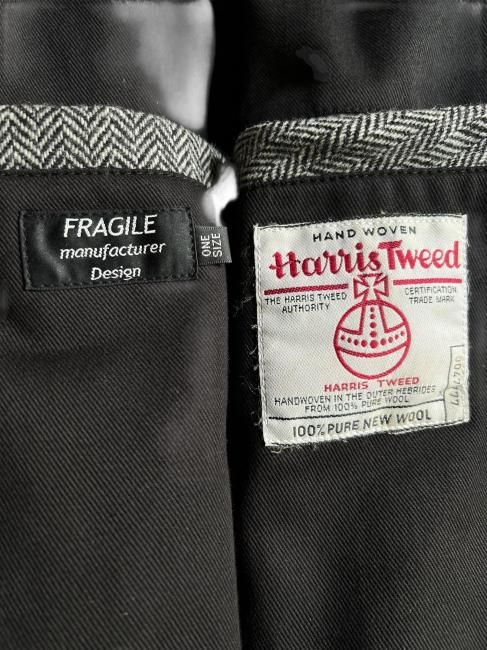 FRAGILE
manufacturer
Design
ONE
SIZE
HAND WOVEN
Harris Tweed
THE HARRIS TWEED
AUTHORITY
CERTIFICATION
TRADE MARK
HARRIS TWEED
HANDWOVEN IN THE OUTER HEBRIDES
FROM 100% PURE WOOL
100% PURE NEW WOOL